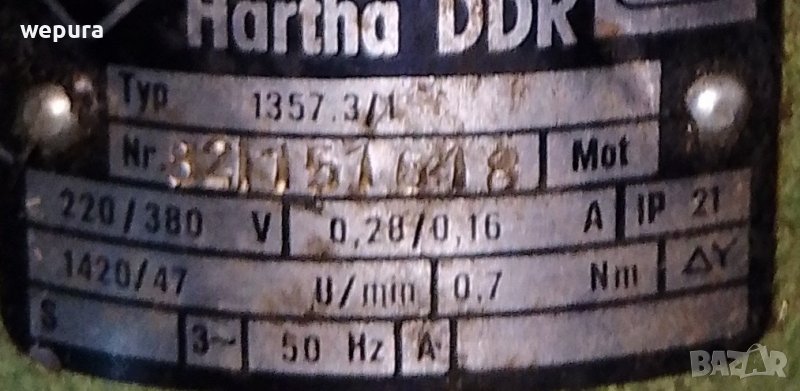 wepura
Hartha DDR
Typ 1357.3/1
Nr Mot
220/380 V 0,28/0,16 A IP 21
1420/47 U/min 0,7 Nm ΔY
S 3~ 50 Hz A
BAZAR